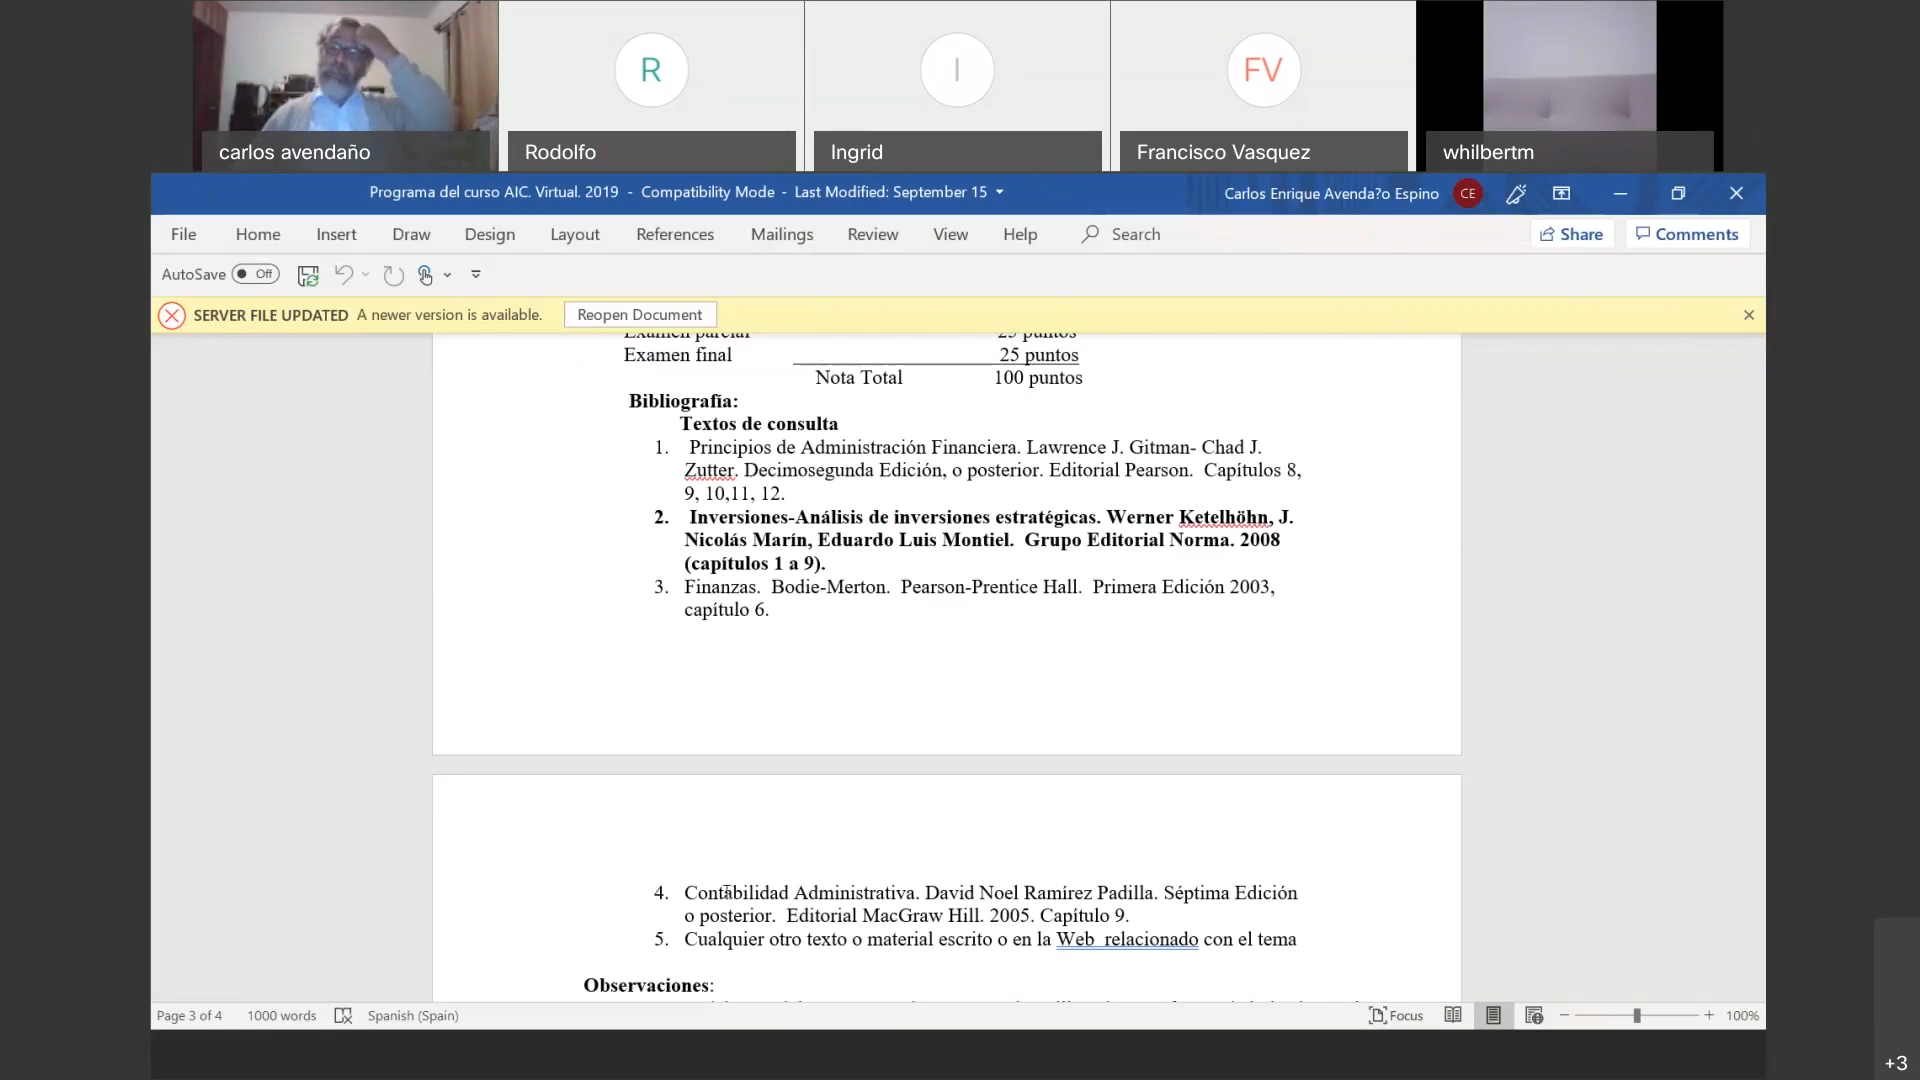 R
I
FV
carlos avendaño
Rodolfo
Ingrid
Francisco Vasquez
whilbertm
Programa del curso AIC. Virtual. 2019 - Compatibility Mode - Last Modified: September 15
Carlos Enrique Avenda?o Espino
CE
File Home Insert Draw Design Layout References Mailings Review View Help Search
Share
Comments
AutoSave Off
SERVER FILE UPDATED A newer version is available. Reopen Document
Examen parcial 25 puntos
Examen final 25 puntos
Nota Total 100 puntos
Bibliografía:
Textos de consulta
1. Principios de Administración Financiera. Lawrence J. Gitman- Chad J.
Zutter. Decimosegunda Edición, o posterior. Editorial Pearson. Capítulos 8,
9, 10,11, 12.
2. Inversiones-Análisis de inversiones estratégicas. Werner Ketelhöhn, J.
Nicolás Marín, Eduardo Luis Montiel. Grupo Editorial Norma. 2008
(capítulos 1 a 9).
3. Finanzas. Bodie-Merton. Pearson-Prentice Hall. Primera Edición 2003,
capítulo 6.
4. Contabilidad Administrativa. David Noel Ramírez Padilla. Séptima Edición
o posterior. Editorial MacGraw Hill. 2005. Capítulo 9.
5. Cualquier otro texto o material escrito o en la Web relacionado con el tema
Observaciones:
Page 3 of 4 1000 words Spanish (Spain)
Focus
100%
+3